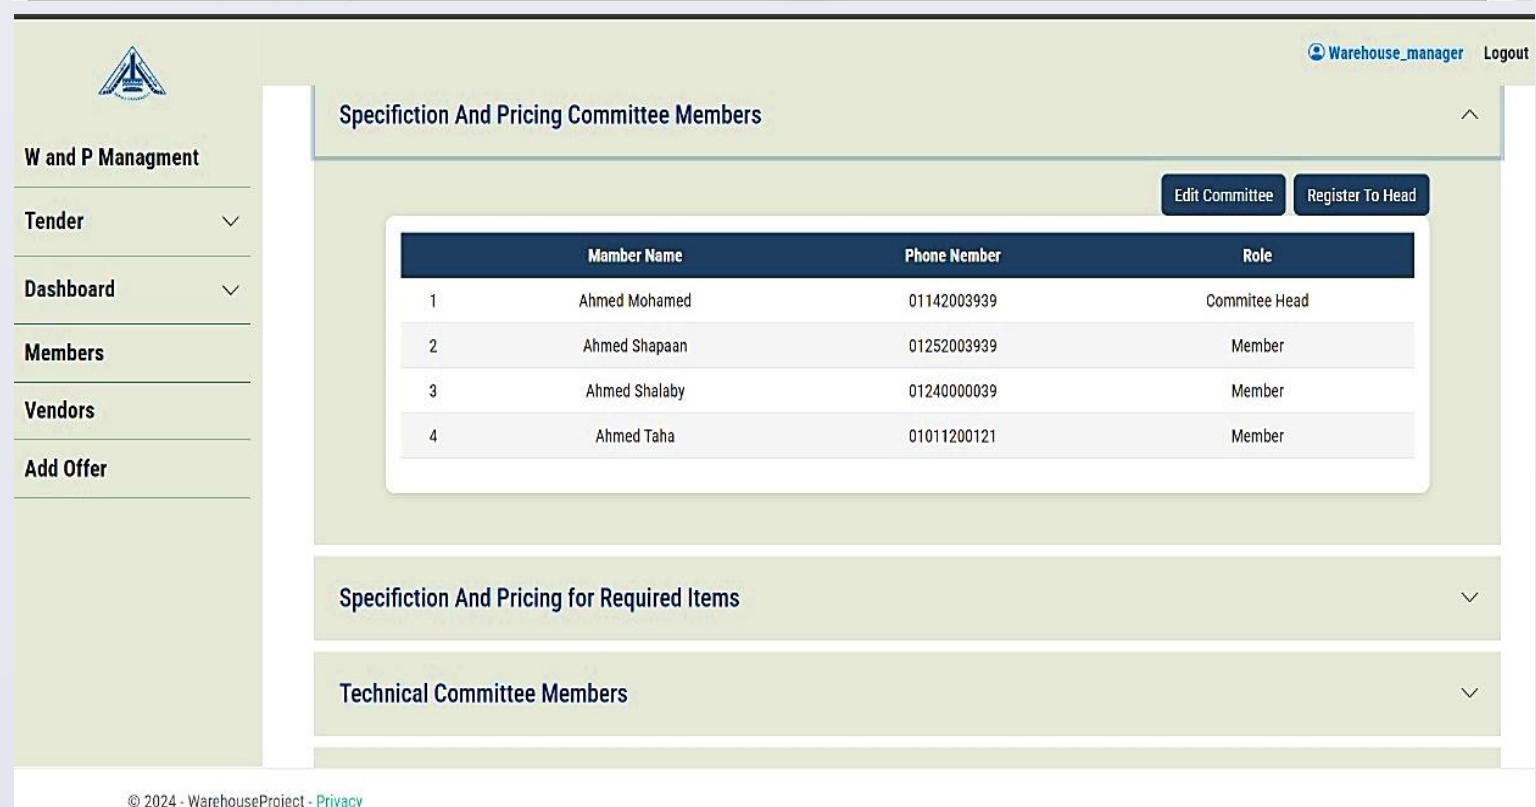 Warehouse_manager Logout
W and P Managment
Tender
Dashboard
Members
Vendors
Add Offer
Specifiction And Pricing Committee Members
Edit Committee Register To Head
Mamber Name Phone Nember Role
1 Ahmed Mohamed 01142003939 Commitee Head
2 Ahmed Shapaan 01252003939 Member
3 Ahmed Shalaby 01240000039 Member
4 Ahmed Taha 01011200121 Member
Specifiction And Pricing for Required Items
Technical Committee Members
© 2024 - WarehouseProject - Privacy